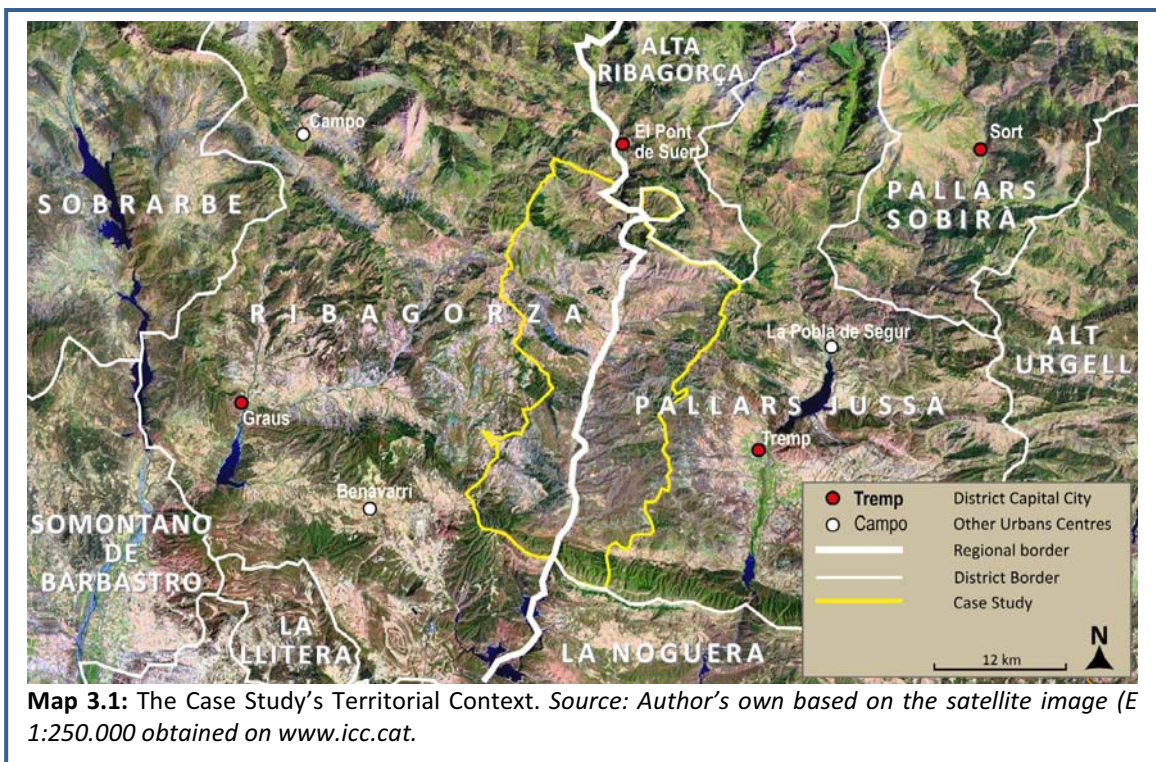 ALTA
RIBAGORÇA
Campo
El Pont
de Suert
Sort
SOBRARBE
PALLARS
SOBIRÀ
RIBAGORZA
La Pobla de Segur
ALT
URGELL
Graus
PALLARS JUSSÀ
Tremp
Benavarri
SOMONTANO
DE
BARBASTRO
LA
LLITERA
LA NOGUERA
Tremp District Capital City
Campo Other Urbans Centres
Regional border
District Border
Case Study
N
12 km
Map 3.1: The Case Study’s Territorial Context. Source: Author’s own based on the satellite image (E
1:250.000 obtained on www.icc.cat.